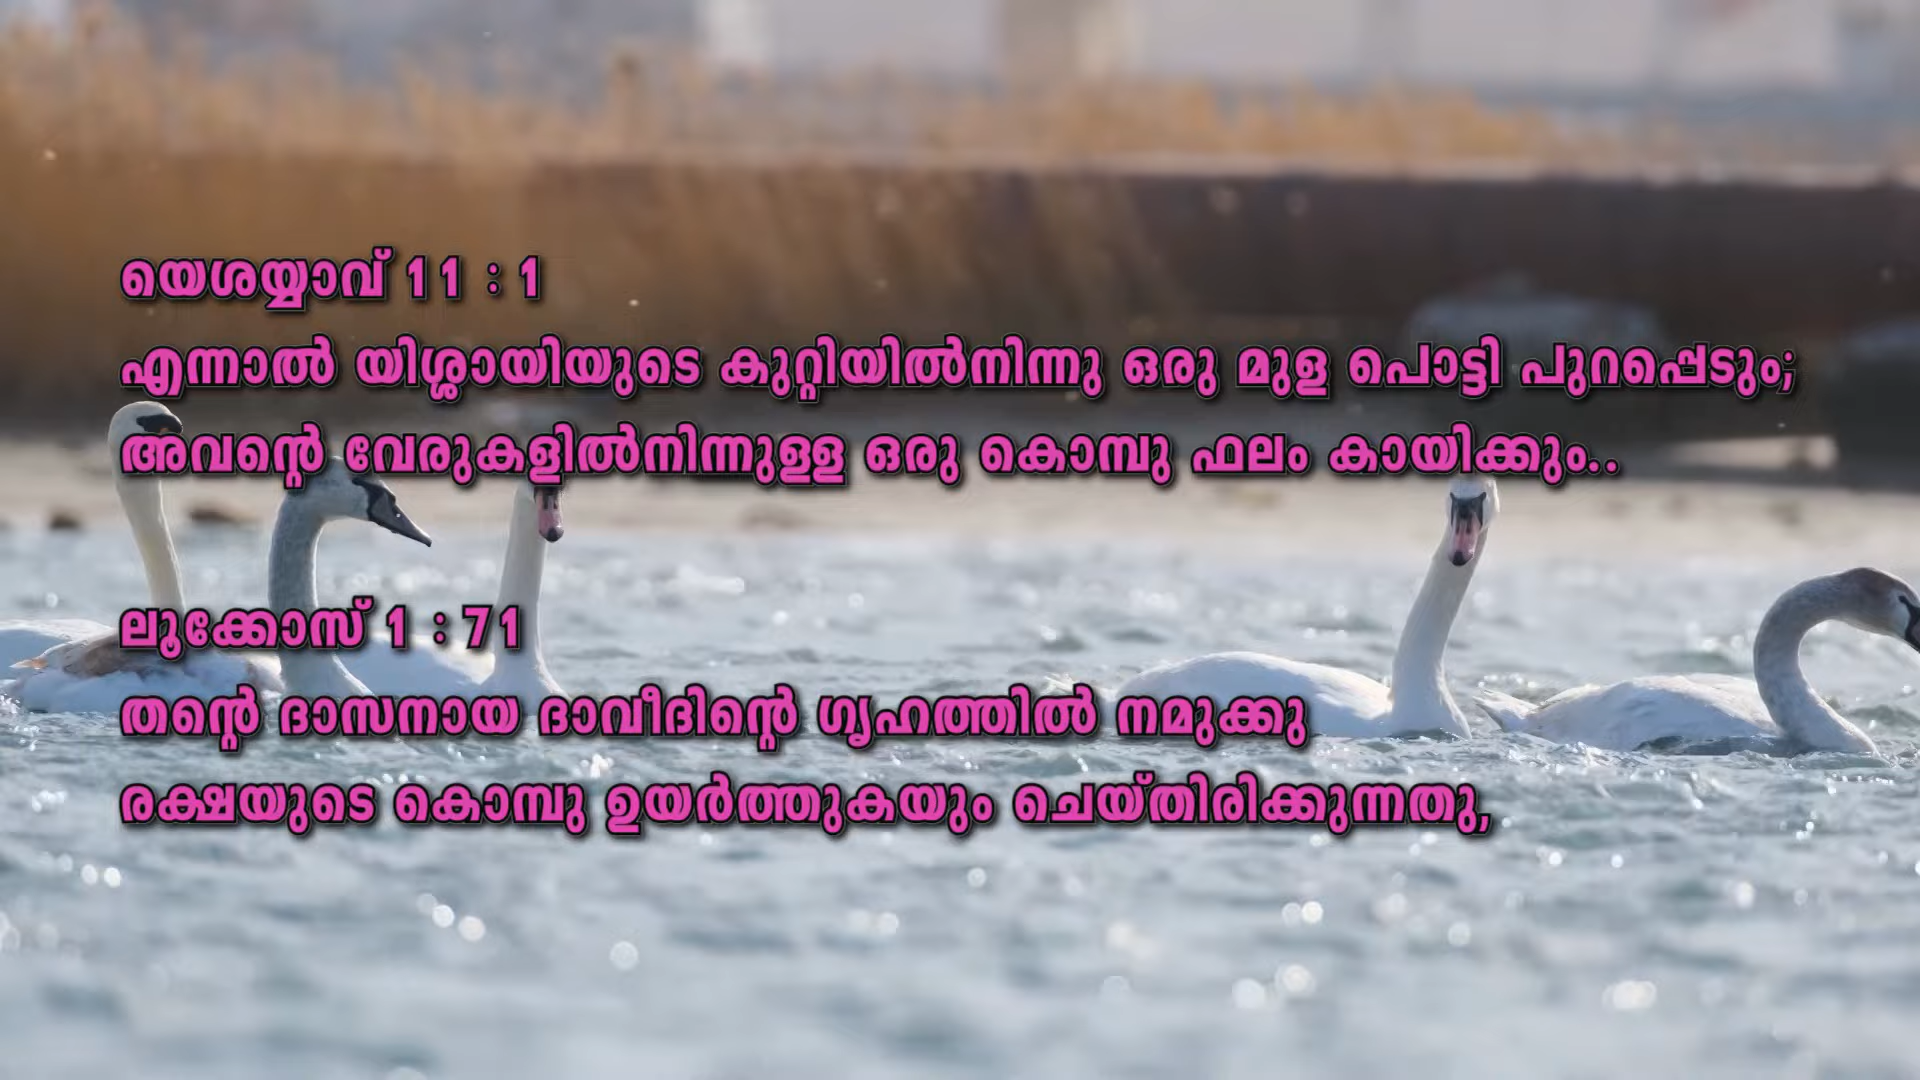 യെശയ്യാവ് 11 : 1
എന്നാൽ യിശ്ശായിയുടെ കുറ്റിയിൽനിന്നു ഒരു മുള പൊട്ടി പുറപ്പെടും;
അവന്റെ വേരുകളിൽനിന്നുളള ഒരു കൊമ്പു ഫലം കായിക്കും..
ലൂക്കോസ് 1 : 71
തന്റെ ദാസനായ ദാവീദിന്റെ ഗൃഹത്തിൽ നമുക്കു
രക്ഷയുടെ കൊമ്പു ഉയർത്തുകയും ചെയ്തിരിക്കുന്നതു,